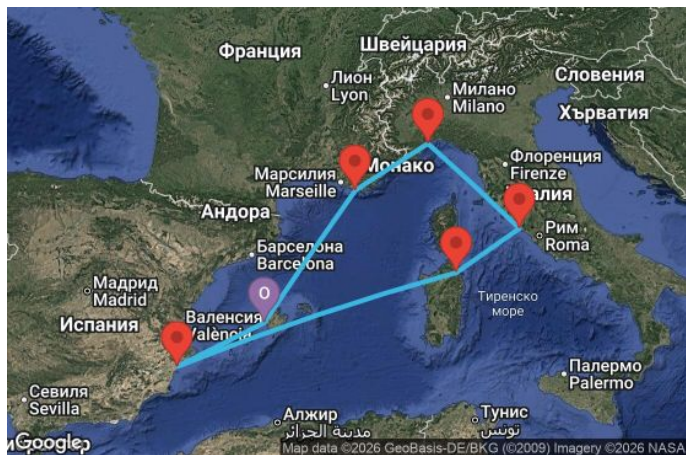 Франция
Швейцария
Словения
Лион
Lyon
Милано
Milano
Хърватия
Марсилия
Marseille
Монако
Флоренция
Firenze
Андора
Рим
Roma
Барселона
Barcelona
Мадрид
Madrid
O
Тиренско
море
Испания
Валенсия
València
Палермо
Palermo
Севиля
Sevilla
Алжир
مدينة الجزائر
Тунис
تونس
Google
Map data ©2026 GeoBasis-DE/BKG (©2009) Imagery ©2026 NASA